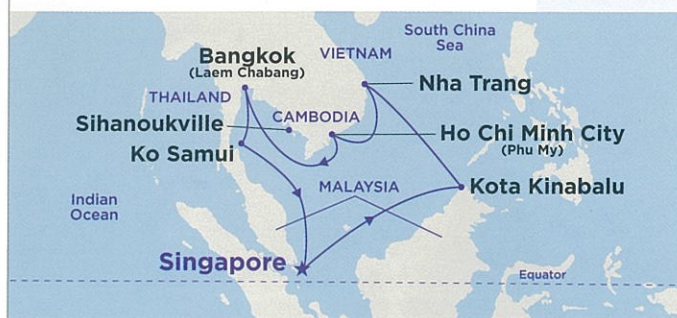 South China
Sea
Bangkok
(Laem Chabang)
VIETNAM
Nha Trang
THAILAND
CAMBODIA
Sihanoukville
Ho Chi Minh City
(Phu My)
Ko Samui
MALAYSIA
Kota Kinabalu
Indian
Ocean
Singapore
Equator